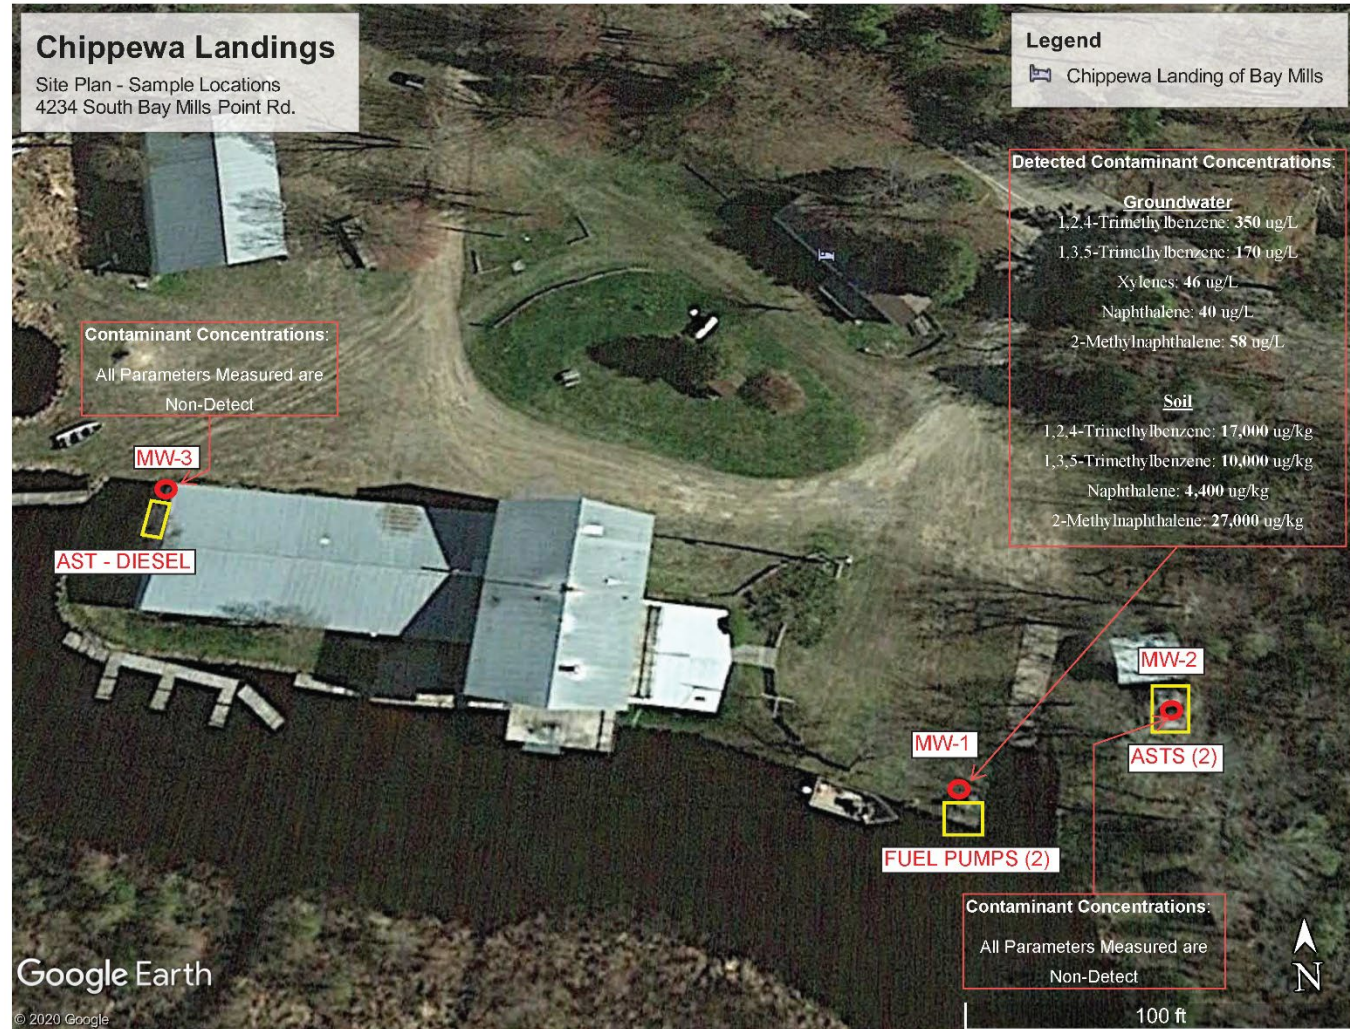 Chippewa Landings
Site Plan - Sample Locations
4234 South Bay Mills Point Rd.
Legend
Chippewa Landing of Bay Mills
Detected Contaminant Concentrations:
Groundwater
1,2,4-Trimethylbenzene: 350 ug/L
1,3,5-Trimethylbenzene: 170 ug/L
Xylenes: 46 ug/L
Naphthalene: 40 ug/L
2-Methylnaphthalene: 58 ug/L
Soil
1,2,4-Trimethylbenzene: 17,000 ug/kg
1,3,5-Trimethylbenzene: 10,000 ug/kg
Naphthalene: 4,400 ug/kg
2-Methylnaphthalene: 27,000 ug/kg
Contaminant Concentrations:
All Parameters Measured are
Non-Detect
MW-3
AST - DIESEL
MW-2
ASTS (2)
MW-1
FUEL PUMPS (2)
Contaminant Concentrations:
All Parameters Measured are
Non-Detect
Google Earth
© 2020 Google
N
100 ft